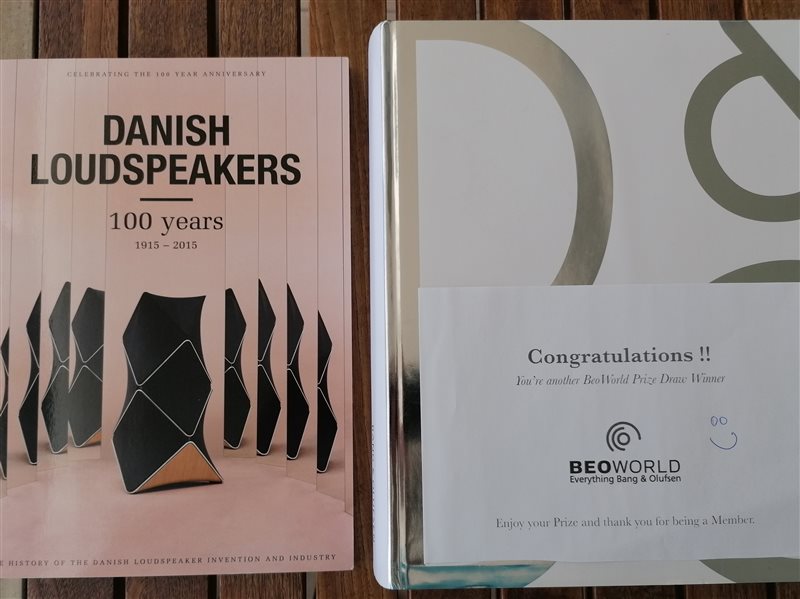 CELEBRATING THE 100 YEAR ANNIVERSARY
DANISH
LOUDSPEAKERS
100 years
1915 – 2015
HISTORY OF THE DANISH LOUDSPEAKER INVENTION AND INDUSTRY
Congratulations !!
You're another BeoWorld Prize Draw Winner
BEOWORLD
Everything Bang & Olufsen
Enjoy your Prize and thank you for being a Member.